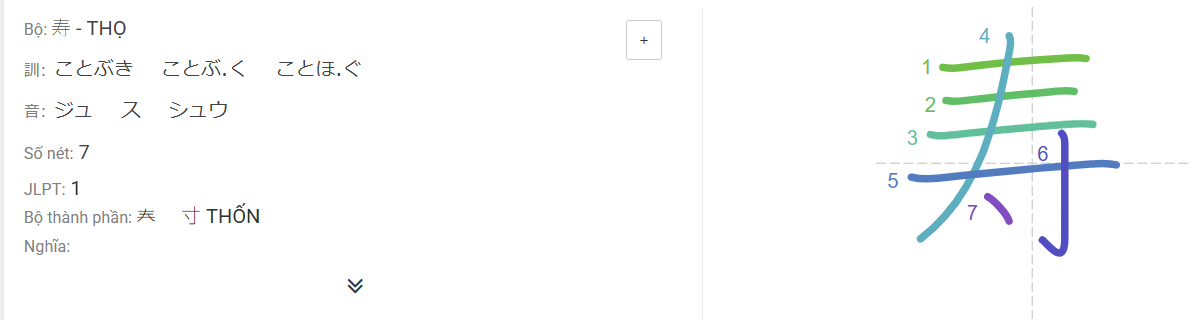 Bộ: 寿 - THỌ
+
訓: ことぶき ことぶ.く ことほ.ぐ
音: ジュ ス シュウ
Số nét: 7
JLPT: 1
Bộ thành phần: 𡗗 寸 THỐN
Nghĩa:
寿
4
1
2
3
6
5
7